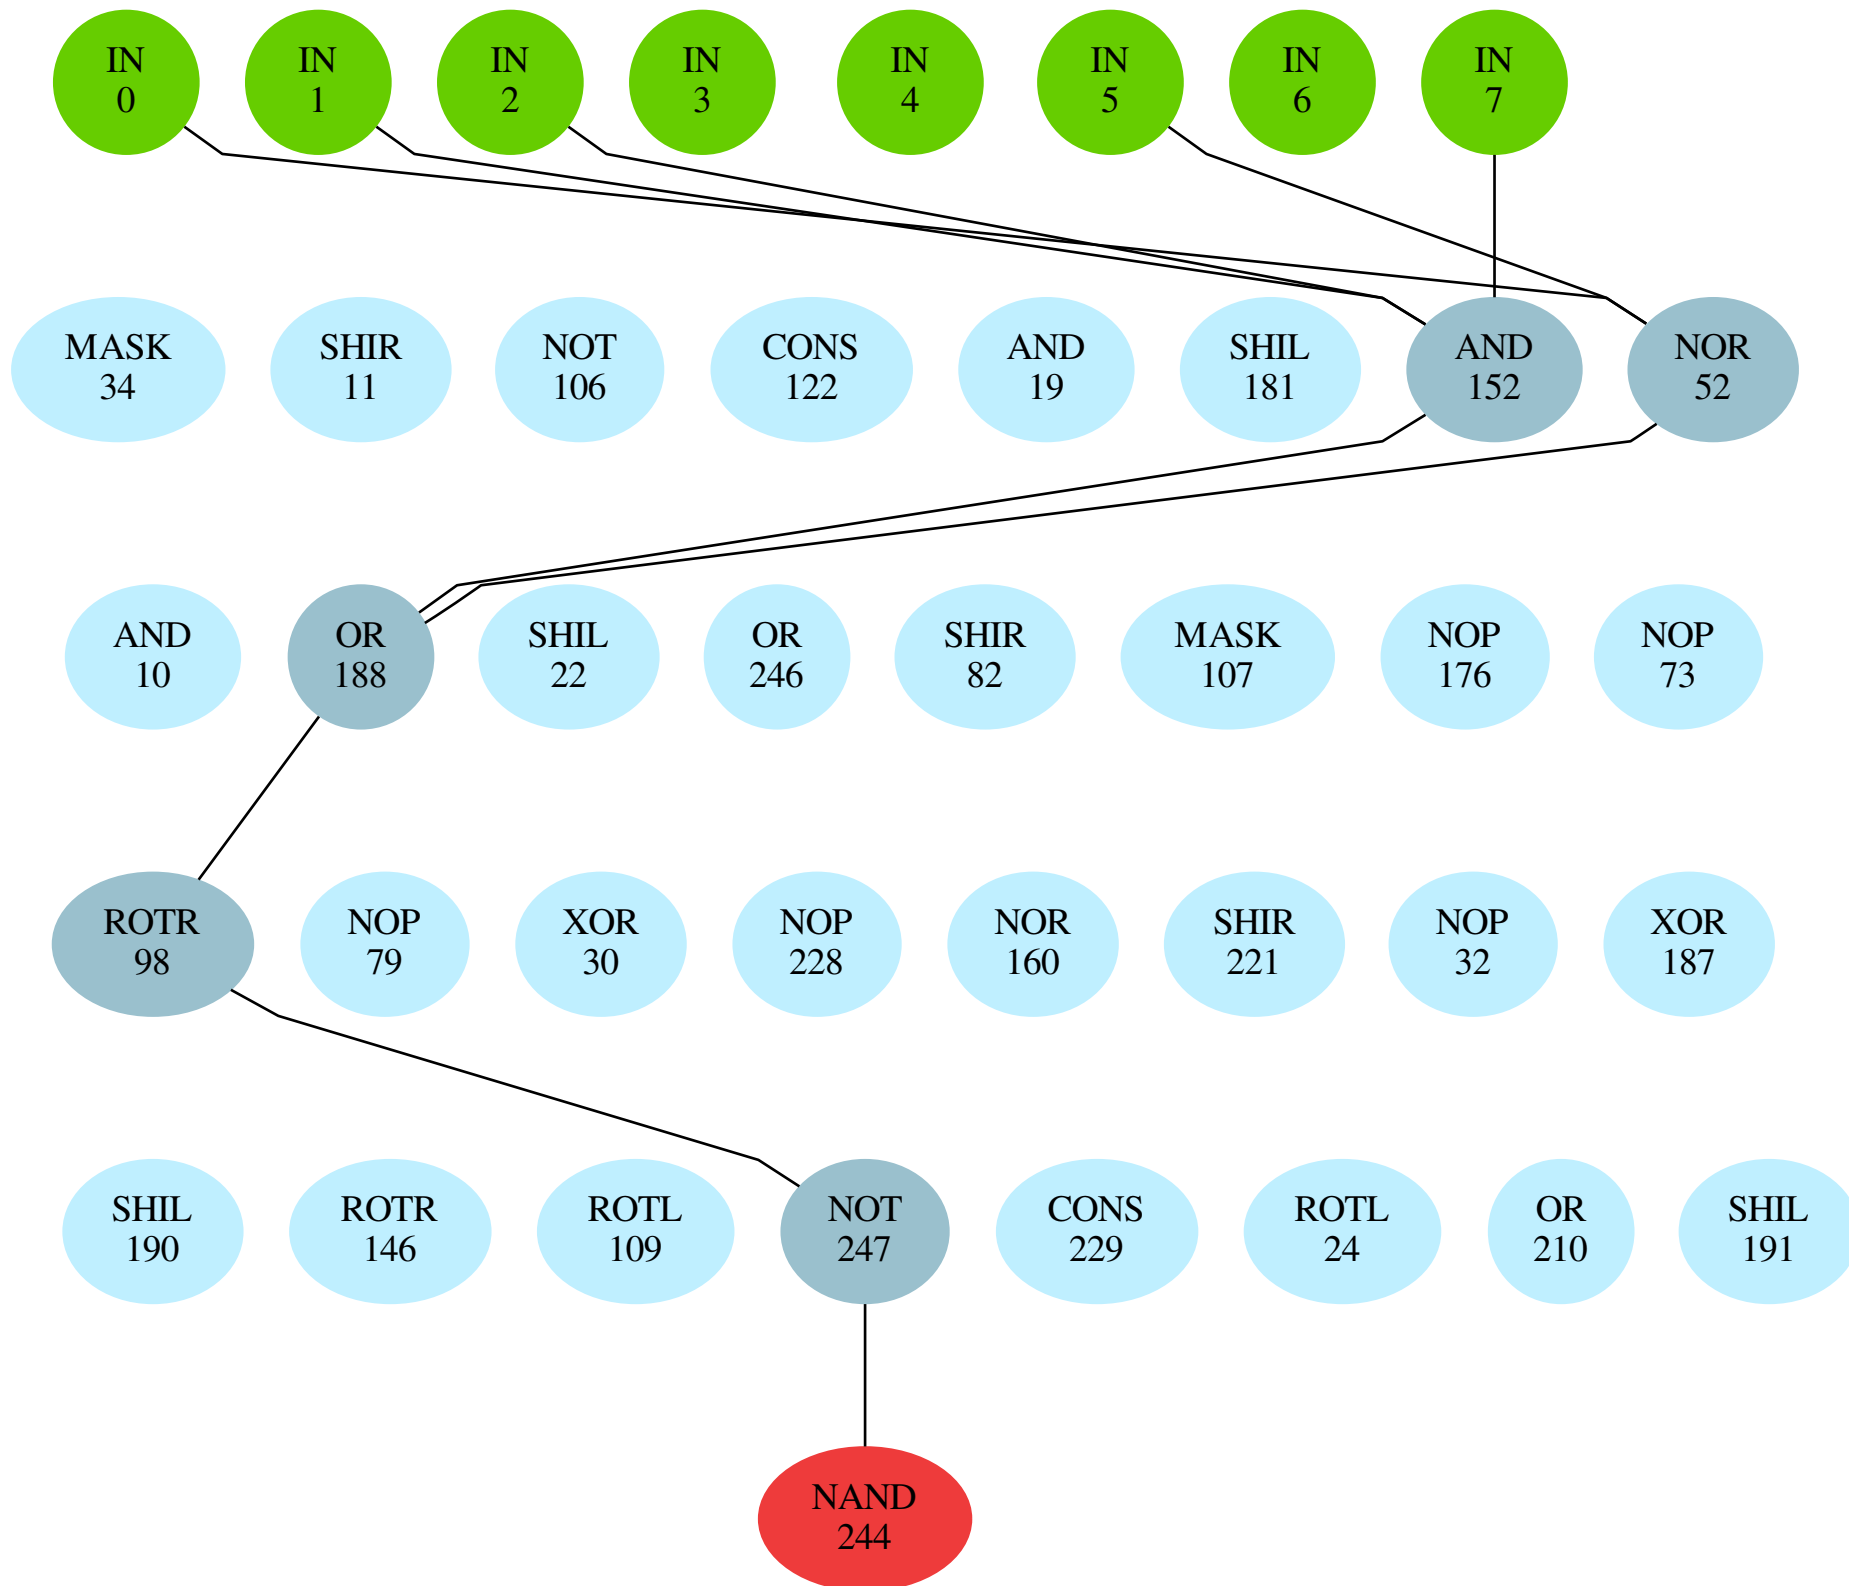 IN
0
IN
1
IN
2
IN
3
IN
4
IN
5
IN
6
IN
7
MASK
34
SHIR
11
NOT
106
CONS
122
AND
19
SHIL
181
AND
152
NOR
52
AND
10
OR
188
SHIL
22
OR
246
SHIR
82
MASK
107
NOP
176
NOP
73
ROTR
98
NOP
79
XOR
30
NOP
228
NOR
160
SHIR
221
NOP
32
XOR
187
SHIL
190
ROTR
146
ROTL
109
NOT
247
CONS
229
ROTL
24
OR
210
SHIL
191
NAND
244